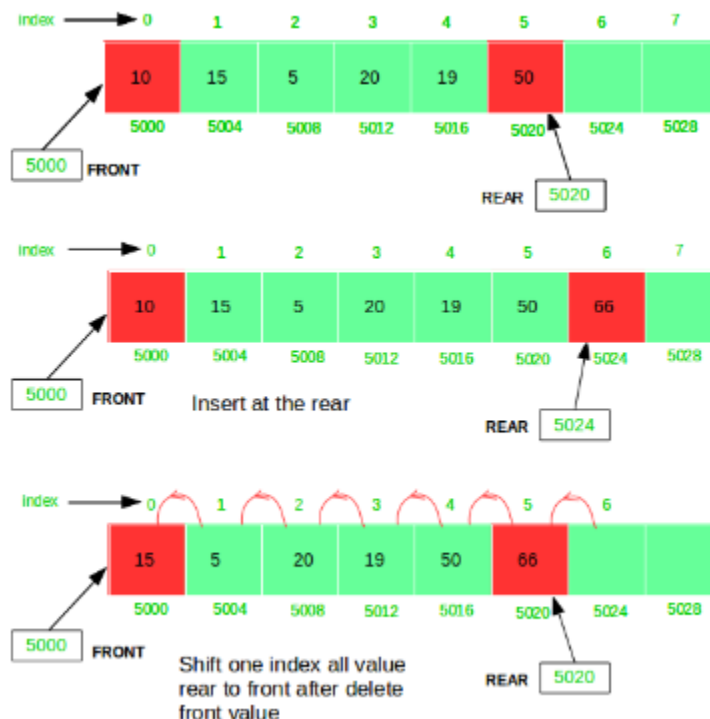 index 0 1 2 3 4 5 6 7
10 15 5 20 19 50
5000 5004 5008 5012 5016 5020 5024 5028
5000 FRONT
REAR 5020
index 0 1 2 3 4 5 6 7
10 15 5 20 19 50 66
5000 5004 5008 5012 5016 5020 5024 5028
5000 FRONT
Insert at the rear
REAR 5024
index 0 1 2 3 4 5 6
15 5 20 19 50 66
5000 5004 5008 5012 5016 5020 5024 5028
5000 FRONT
Shift one index all value
rear to front after delete
front value
REAR 5020